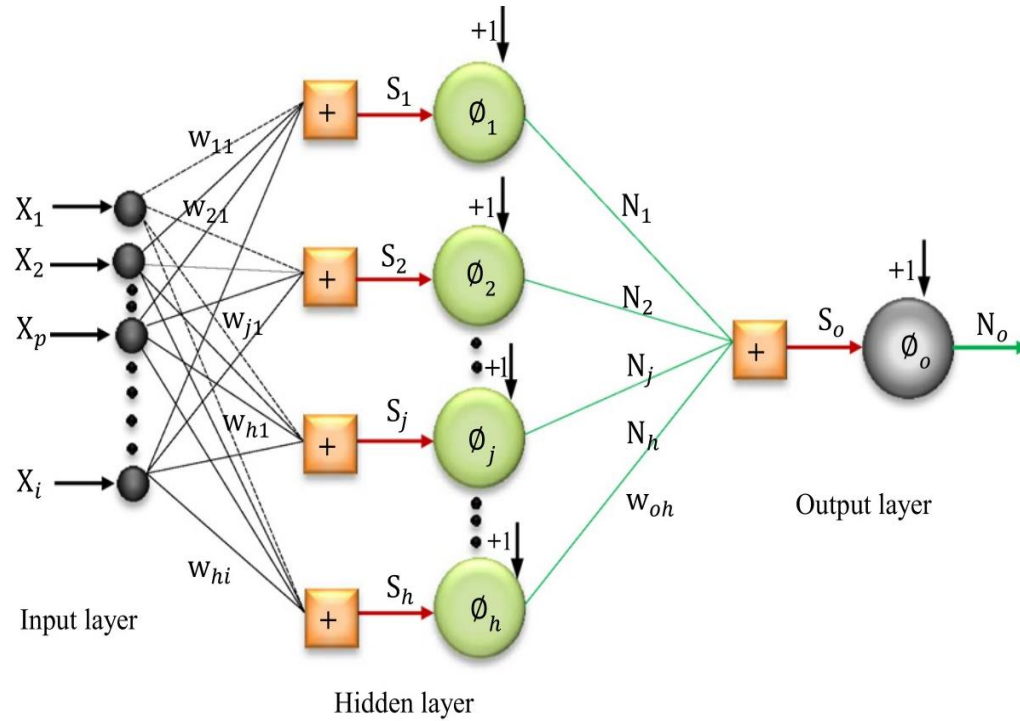 +1
S₁
+
∅₁
w₁₁
N₁
X₁
w₂₁
+1
X₂
S₂
+
∅₂
N₂
+1
Xₚ
wⱼ₁
Sₒ
+
∅ₒ
Nₒ
+1
Nⱼ
Sⱼ
+
∅ⱼ
wₕ₁
Nₕ
Xᵢ
wₒₕ
Output layer
+1
wₕᵢ
Sₕ
+
∅ₕ
Input layer
Hidden layer